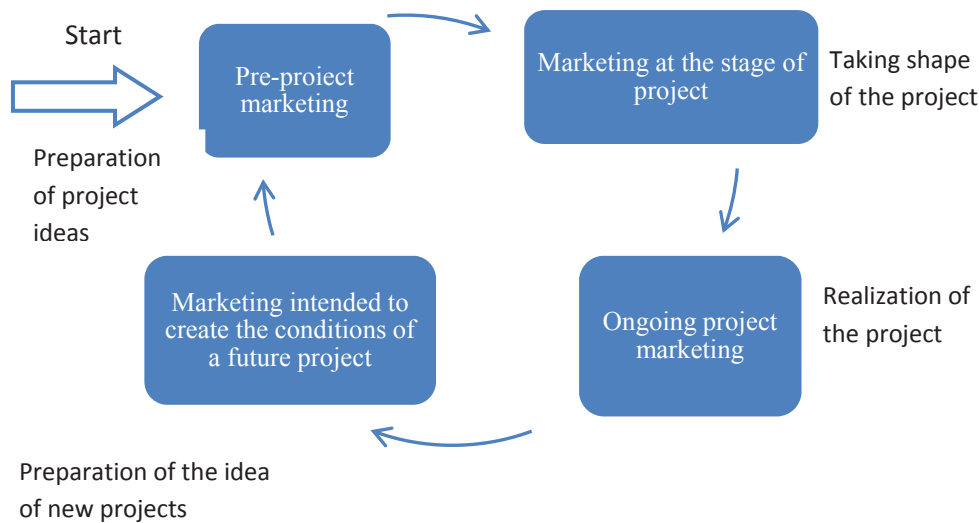 Start
Pre-proiect
marketing
Preparation
of project
ideas
Marketing at the stage of
project
Taking shape
of the project
Ongoing project
marketing
Realization of
the project
Marketing intended to
create the conditions of
a future project
Preparation of the idea
of new projects